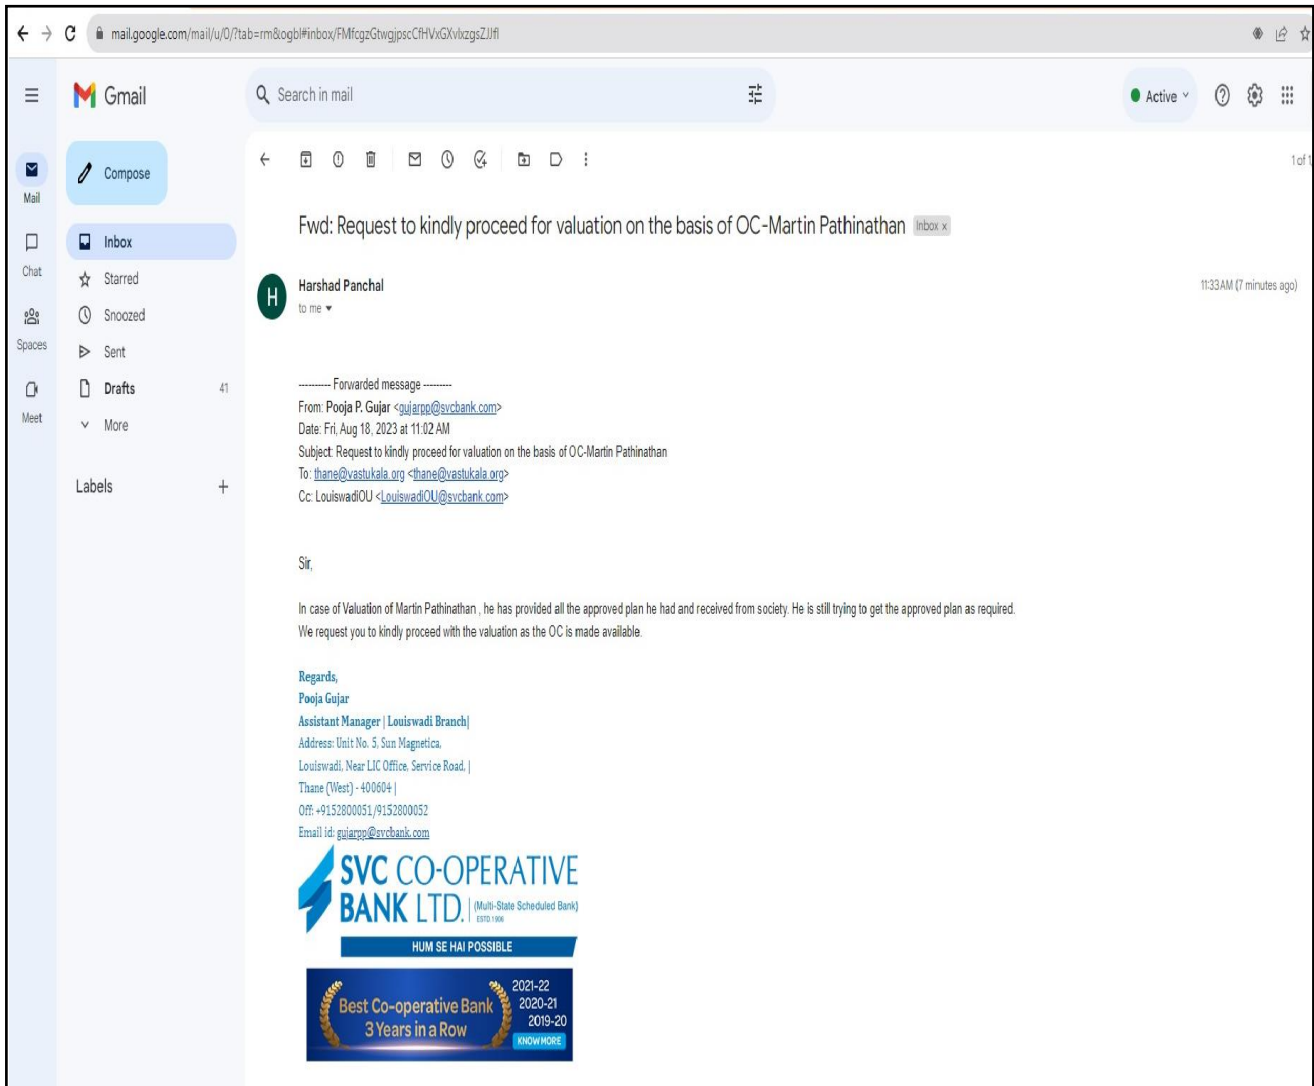 mail.google.com/mail/u/0/?tab=rm&ogbl#inbox/FMfcgzGtwgjpscCfHVxGXvlxzgsZJJfl
Gmail
Search in mail
Active
Mail
Compose
1 of 1
Fwd: Request to kindly proceed for valuation on the basis of OC-Martin Pathinathan Inbox x
Inbox
Chat
Starred
H
Harshad Panchal
11:33 AM (7 minutes ago)
to me
Snoozed
Spaces
Sent
Drafts 41
Meet
More
Labels
---------- Forwarded message ---------
From: Pooja P. Gujar <gujarpp@svcbank.com>
Date: Fri, Aug 18, 2023 at 11:02 AM
Subject: Request to kindly proceed for valuation on the basis of OC-Martin Pathinathan
To: thane@vastukala.org <thane@vastukala.org>
Cc: LouiswadiOU <LouiswadiOU@svcbank.com>
Sir,
In case of Valuation of Martin Pathinathan , he has provided all the approved plan he had and received from society. He is still trying to get the approved plan as required.
We request you to kindly proceed with the valuation as the OC is made available.
Regards,
Pooja Gujar
Assistant Manager | Louiswadi Branch|
Address: Unit No. 5, Sun Magnetica,
Louiswadi, Near LIC Office, Service Road, |
Thane (West) - 400604 |
Off: +9152800051/9152800052
Email id: gujarpp@svcbank.com
SVC CO-OPERATIVE
BANK LTD. (Multi-State Scheduled Bank)
ESTD 1906
HUM SE HAI POSSIBLE
Best Co-operative Bank
3 Years in a Row
2021-22
2020-21
2019-20
KNOW MORE